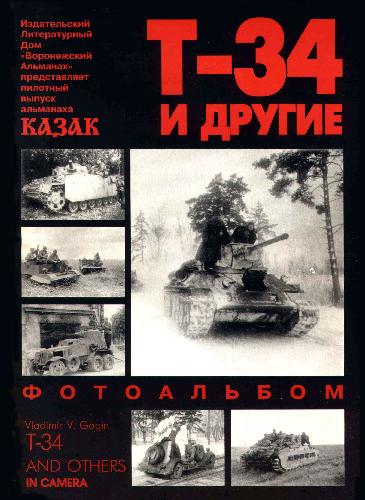 Издательский
Литературный
Дом
«Воронежский
Альманах»
представляет
пилотный
выпуск
альманаха
КАЗАК
Т-34
И ДРУГИЕ
ФОТОАЛЬБОМ
Vladimir V. Gagin
T-34
AND OTHERS
IN CAMERA